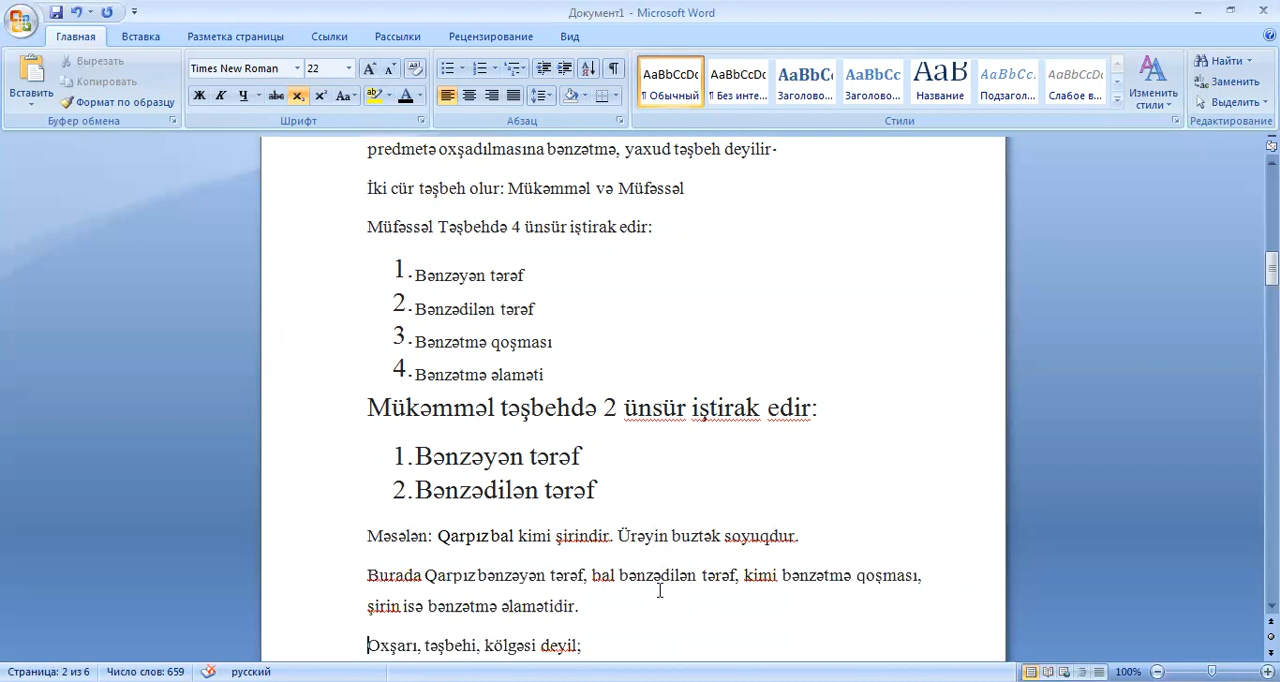 Документ1 - Microsoft Word
Главная Вставка Разметка страницы Ссылки Рассылки Рецензирование Вид
Вставить Вырезать Копировать Формат по образцу Буфер обмена
Times New Roman 22 Шрифт
Абзац
AaBbCcDc ¶ Обычный AaBbCcDc ¶ Без инте... AaBbC Заголово... AaBbCc Заголово... AaB Название AaBbCc. Подзагол... AaBbCcDc Слабое в... Изменить стили Стили
Найти Заменить Выделить Редактирование
predmetə oxşadılmasına bənzətmə, yaxud təşbeh deyilir-
İki cür təşbeh olur: Mükəmməl və Müfəssəl
Müfəssəl Təşbehdə 4 ünsür iştirak edir:
1. Bənzəyən tərəf
2. Bənzədilən tərəf
3. Bənzətmə qoşması
4. Bənzətmə əlaməti
Mükəmməl təşbehdə 2 ünsür iştirak edir:
1. Bənzəyən tərəf
2. Bənzədilən tərəf
Məsələn: Qarpız bal kimi şirindir. Ürəyin buztək soyuqdur.
Burada Qarpız bənzəyən tərəf, bal bənzədilən tərəf, kimi bənzətmə qoşması,
şirin isə bənzətmə əlamətidir.
Oxşarı, təşbehi, kölgəsi deyil;
Страница: 2 из 6 Число слов: 659 русский 100%